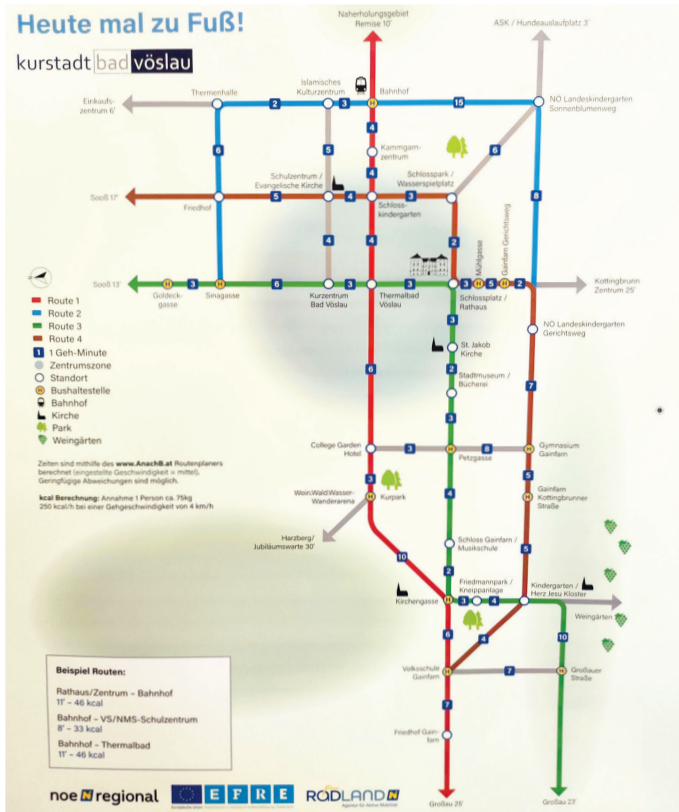 Heute mal zu Fuß!
kurstadt bad vöslau
Naherholungsgebiet
Remise 10'
ASK / Hundeauslaufplatz 3'
Einkaufs-
zentrum 6'
Thermenhalle
Islamisches
Kulturzentrum
Bahnhof
NÖ Landeskindergarten
Sonnenblumenweg
2
3
H
15
4
Kammgarn-
zentrum
6
5
6
4
Schulzentrum /
Evangelische Kirche
Schlosspark /
Wasserspielplatz
8
Sooß 17'
Friedhof
5
4
Schloss-
kindergarten
3
4
4
2
Mühlgasse
Gainfarn Gerichtsweg
Sooß 13'
H
3
H
6
3
3
3
H
5
H
2
Kottingbrunn
Zentrum 25'
Goldeck-
gasse
Sinagasse
Kurzentrum
Bad Vöslau
Thermalbad
Vöslau
Schlossplatz /
Rathaus
Route 1
Route 2
Route 3
Route 4
1 1 Geh-Minute
Zentrumszone
Standort
H Bushaltestelle
Bahnhof
Kirche
Park
Weingärten
3
St. Jakob
Kirche
NÖ Landeskindergarten
Gerichtsweg
6
2
Stadtmuseum /
Bücherei
7
3
College Garden
Hotel
3
H
8
H
Petzgasse
Gymnasium
Gainfarn
Zeiten sind mithilfe des www.AnachB.at Routenplaners
berechnet (eingestellte Geschwindigkeit = mittel).
Geringfügige Abweichungen sind möglich.
kcal Berechnung: Annahme 1 Person ca. 75kg
250 kcal/h bei einer Gehgeschwindigkeit von 4 km/h
3
5
Wein.Wald.Wasser-
Wanderarena
H
Kurpark
4
H
Gainfarn
Kottingbrunner
Straße
Harzberg/
Jubiläumswarte 30'
10
Schloss Gainfarn /
Musikschule
5
2
Friedmannpark /
Kneippanlage
Kindergarten /
Herz Jesu Kloster
Kirchengasse
H
3
4
Weingärten
6
4
10
Volksschule
Gainfarn
H
7
H
Großauer
Straße
7
Friedhof Gain-
farn
Großau 25'
Großau 23'
Beispiel Routen:
Rathaus/Zentrum – Bahnhof
11' – 46 kcal
Bahnhof – VS/NMS-Schulzentrum
8' – 33 kcal
Bahnhof – Thermalbad
11' – 46 kcal
noe N regional
EFRE
RADLAND N
Agentur für Aktive Mobilität